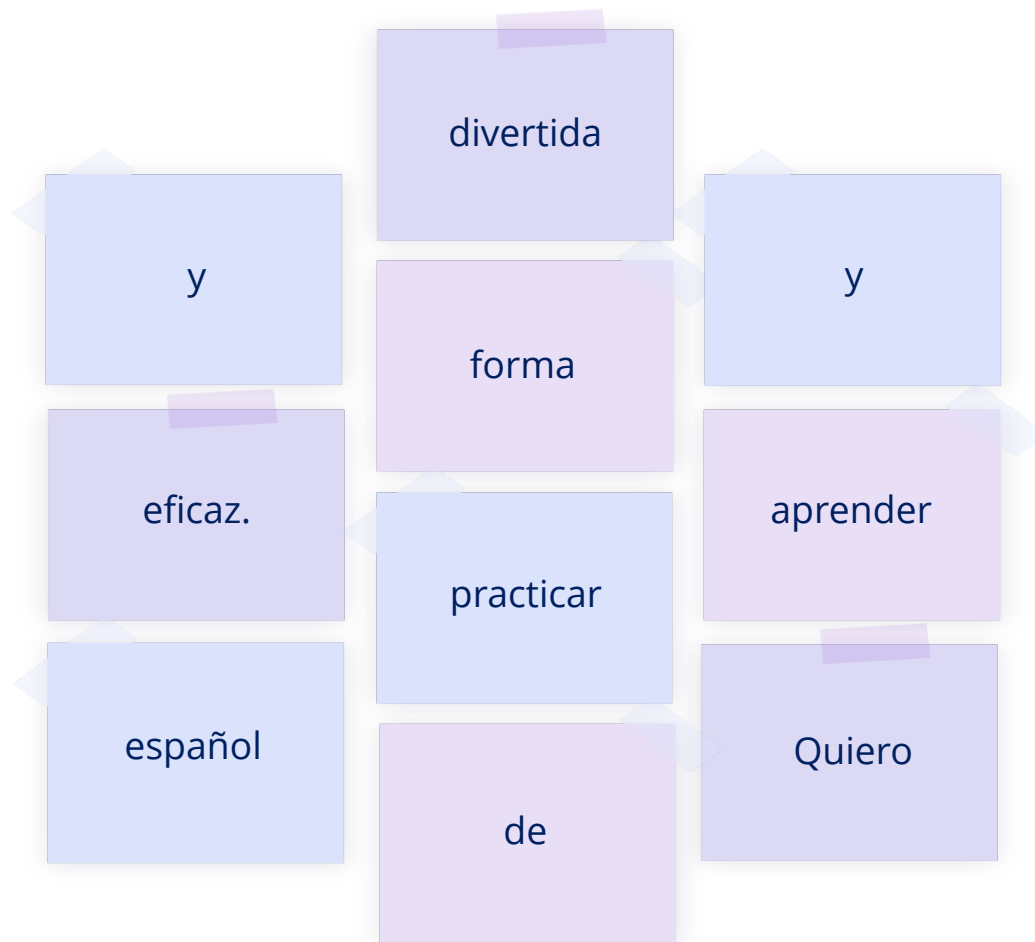 divertida
y
y
forma
eficaz.
aprender
practicar
español
Quiero
de